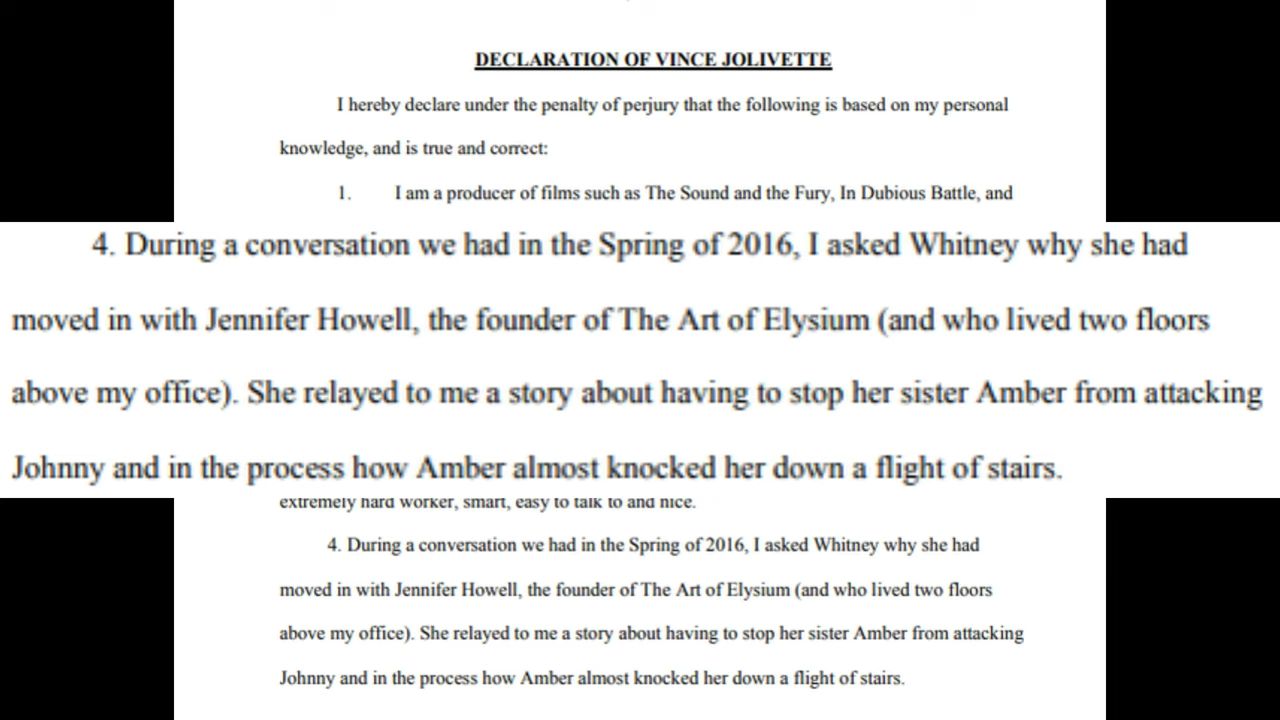 DECLARATION OF VINCE JOLIVETTE
I hereby declare under the penalty of perjury that the following is based on my personal
knowledge, and is true and correct:
1. I am a producer of films such as The Sound and the Fury, In Dubious Battle, and
4. During a conversation we had in the Spring of 2016, I asked Whitney why she had
moved in with Jennifer Howell, the founder of The Art of Elysium (and who lived two floors
above my office). She relayed to me a story about having to stop her sister Amber from attacking
Johnny and in the process how Amber almost knocked her down a flight of stairs.
extremely hard worker, smart, easy to talk to and nice.
4. During a conversation we had in the Spring of 2016, I asked Whitney why she had
moved in with Jennifer Howell, the founder of The Art of Elysium (and who lived two floors
above my office). She relayed to me a story about having to stop her sister Amber from attacking
Johnny and in the process how Amber almost knocked her down a flight of stairs.